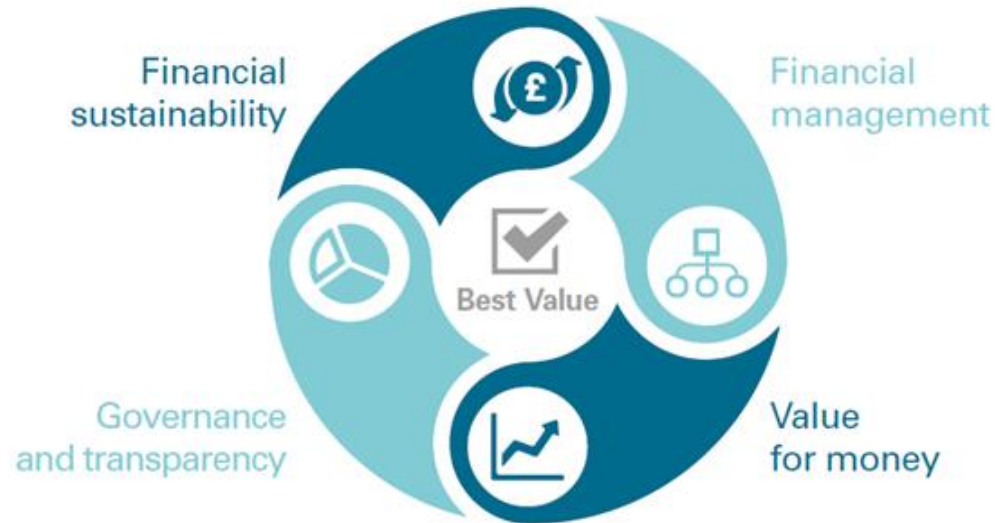 Financial
sustainability
Financial
management
£
Best Value
Governance
and transparency
Value
for money